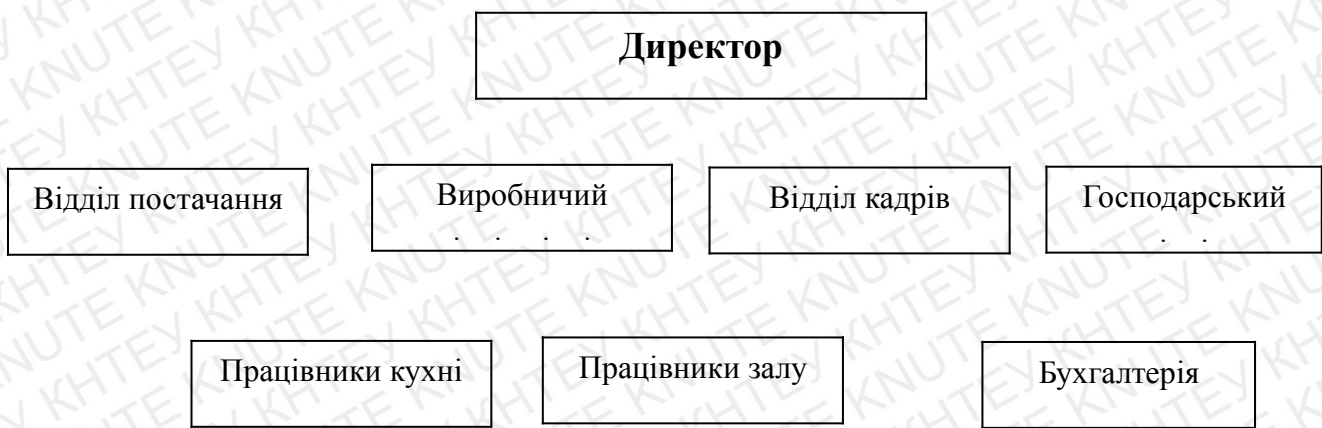 Директор
Відділ постачання
Виробничий
Відділ кадрів
Господарський
Працівники кухні
Працівники залу
Бухгалтерія